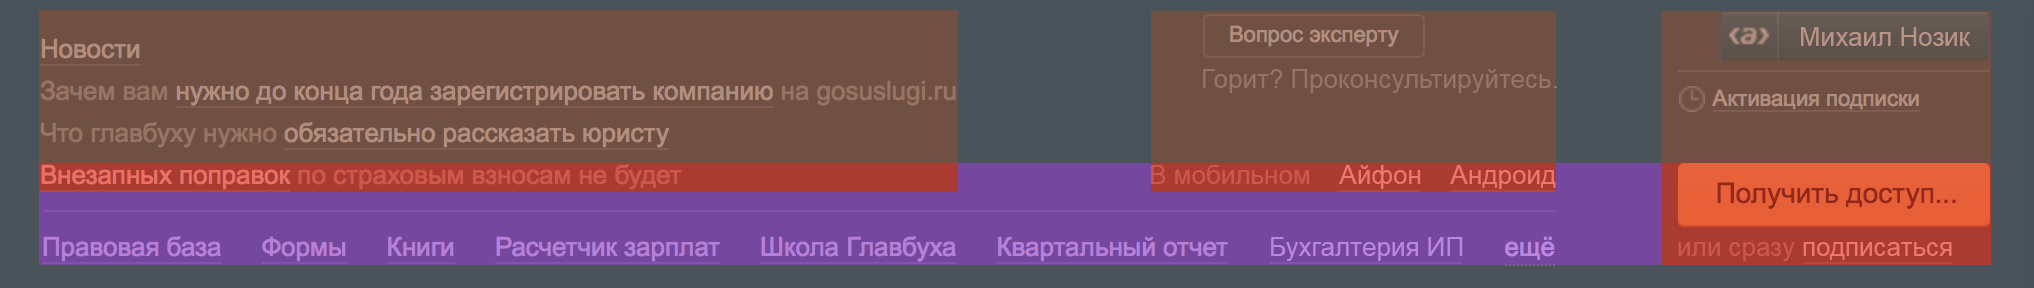 Новости
Зачем вам нужно до конца года зарегистрировать компанию на gosuslugi.ru
Что главбуху нужно обязательно рассказать юристу
Внезапных поправок по страховым взносам не будет
Вопрос эксперту
Горит? Проконсультируйтесь.
В мобильном Айфон Андроид
<a> Михаил Нозик
Активация подписки
Получить доступ...
или сразу подписаться
Правовая база Формы Книги Расчетчик зарплат Школа Главбуха Квартальный отчет Бухгалтерия ИП ещё